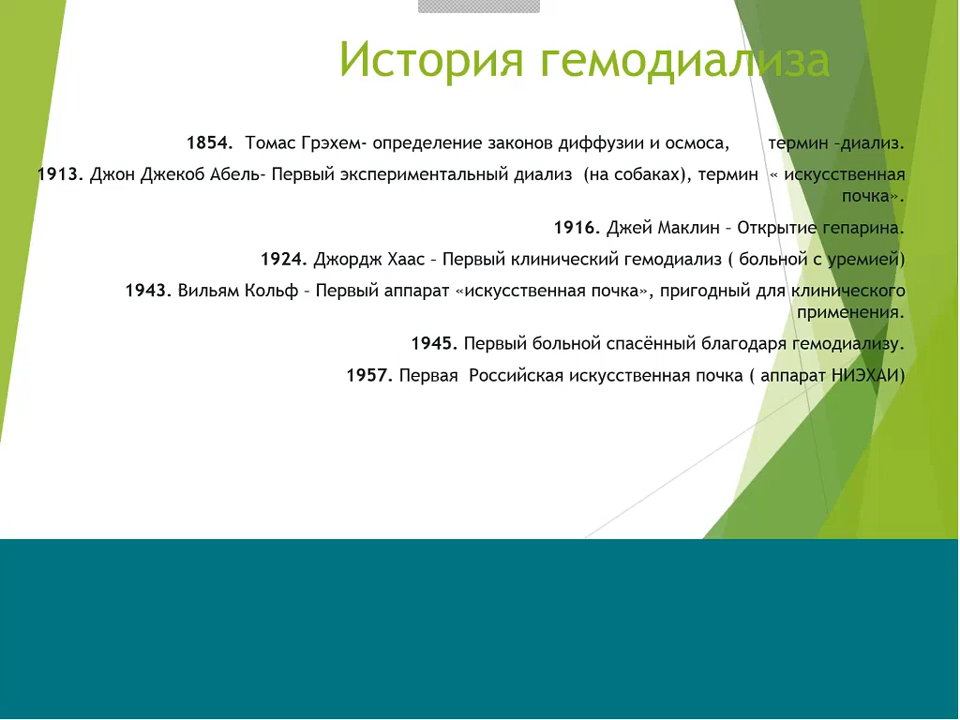 История гемодиализа
1854. Томас Грэхем- определение законов диффузии и осмоса, термин –диализ.
1913. Джон Джекоб Абель- Первый экспериментальный диализ (на собаках), термин « искусственная
почка».
1916. Джей Маклин – Открытие гепарина.
1924. Джордж Хаас – Первый клинический гемодиализ ( больной с уремией)
1943. Вильям Кольф – Первый аппарат «искусственная почка», пригодный для клинического
применения.
1945. Первый больной спасённый благодаря гемодиализу.
1957. Первая Российская искусственная почка ( аппарат НИЭХАИ)